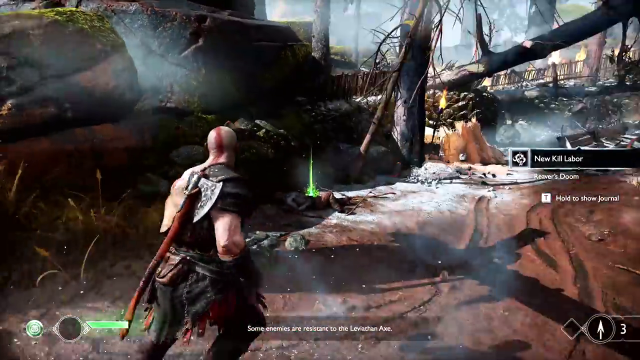 New Kill Labor
Reaver's Doom
T Hold to show Journal
Some enemies are resistant to the Leviathan Axe.
3